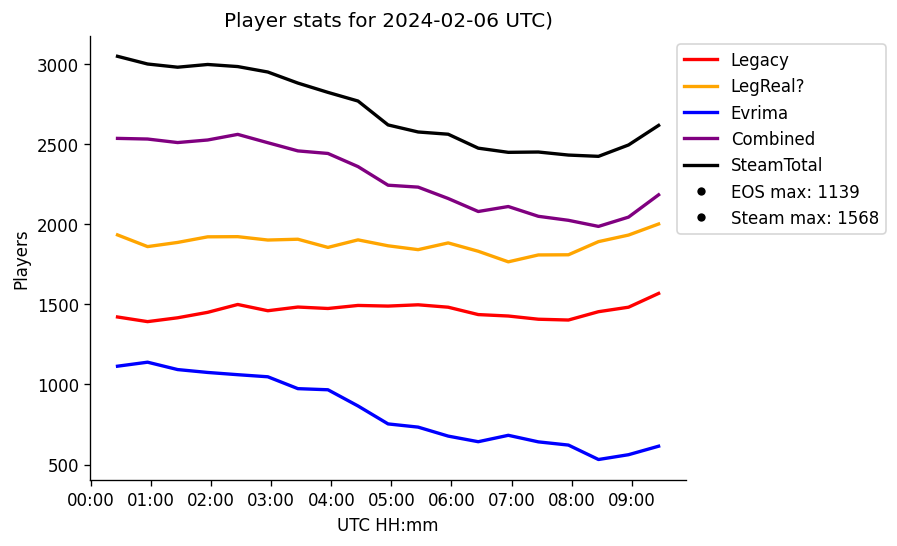 Player stats for 2024-02-06 UTC)
Players
3000
2500
2000
1500
1000
500
00:00 01:00 02:00 03:00 04:00 05:00 06:00 07:00 08:00 09:00
UTC HH:mm
Legacy
LegReal?
Evrima
Combined
SteamTotal
EOS max: 1139
Steam max: 1568